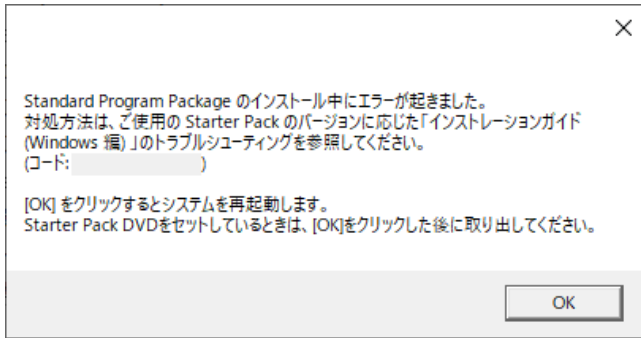 Standard Program Package のインストール中にエラーが起きました。
対処方法は、ご使用の Starter Pack のバージョンに応じた「インストレーションガイド
(Windows 編) 」のトラブルシューティングを参照してください。
(コード: )
[OK] をクリックするとシステムを再起動します。
Starter Pack DVDをセットしているときは、[OK]をクリックした後に取り出してください。
OK